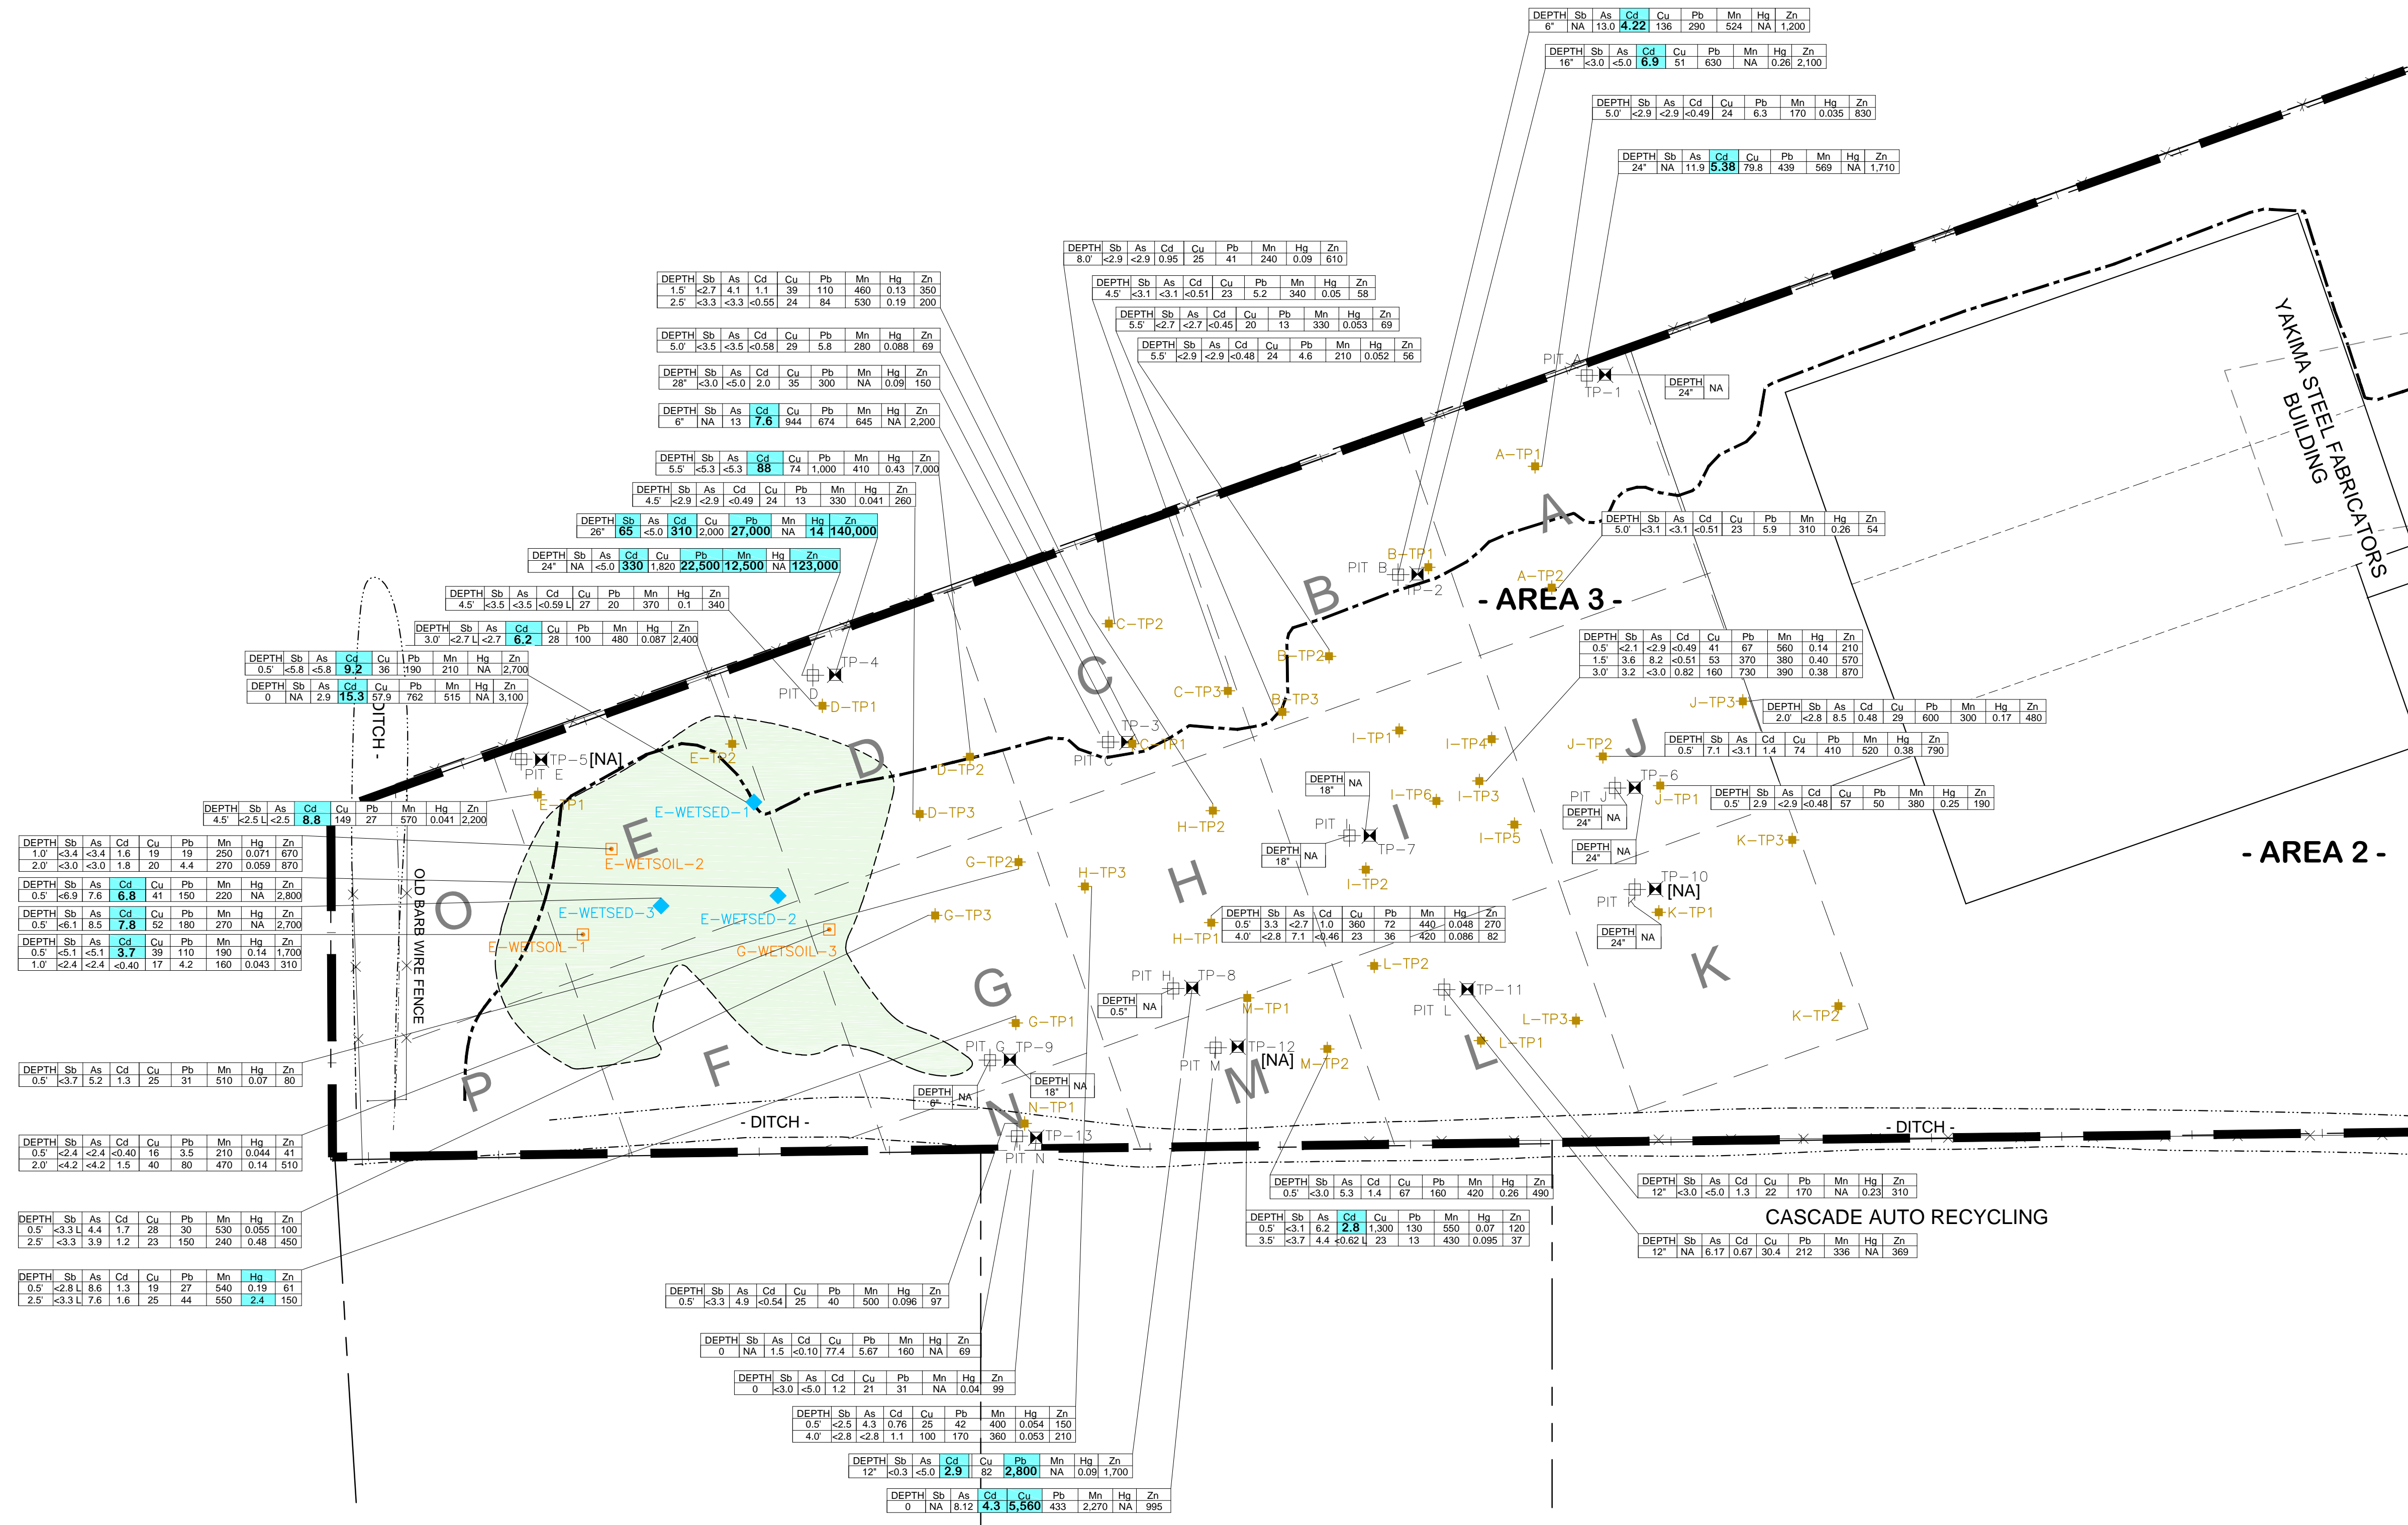 DEPTH Sb As Cd Cu Pb Mn Hg Zn
6" NA 13.0 4.22 136 290 524 NA 1,200
DEPTH Sb As Cd Cu Pb Mn Hg Zn
16" <3.0 <5.0 6.9 51 630 NA 0.26 2,100
DEPTH Sb As Cd Cu Pb Mn Hg Zn
5.0' <2.9 <2.9 <0.49 24 6.3 170 0.035 830
DEPTH Sb As Cd Cu Pb Mn Hg Zn
24" NA 11.9 5.38 79.8 439 569 NA 1,710
DEPTH Sb As Cd Cu Pb Mn Hg Zn
8.0' <2.9 <2.9 0.95 25 41 240 0.09 610
DEPTH Sb As Cd Cu Pb Mn Hg Zn
4.5' <3.1 <3.1 <0.51 23 5.2 340 0.05 58
DEPTH Sb As Cd Cu Pb Mn Hg Zn
5.5' <2.7 <2.7 <0.45 20 13 330 0.053 69
DEPTH Sb As Cd Cu Pb Mn Hg Zn
5.5' <2.9 <2.9 <0.48 24 4.6 210 0.052 56
DEPTH Sb As Cd Cu Pb Mn Hg Zn
1.5' <2.7 4.1 1.1 39 110 460 0.13 350
2.5' <3.3 <3.3 <0.55 24 84 530 0.19 200
DEPTH Sb As Cd Cu Pb Mn Hg Zn
5.0' <3.5 <3.5 <0.58 29 5.8 280 0.088 69
DEPTH Sb As Cd Cu Pb Mn Hg Zn
28" <3.0 <5.0 2.0 35 300 NA 0.09 150
DEPTH Sb As Cd Cu Pb Mn Hg Zn
6" NA 13 7.6 944 674 645 NA 2,200
DEPTH Sb As Cd Cu Pb Mn Hg Zn
5.5' <5.3 <5.3 88 74 1,000 410 0.43 7,000
DEPTH Sb As Cd Cu Pb Mn Hg Zn
4.5' <2.9 <2.9 <0.49 24 13 330 0.041 260
DEPTH Sb As Cd Cu Pb Mn Hg Zn
26" 65 <5.0 310 2,000 27,000 NA 14 140,000
DEPTH Sb As Cd Cu Pb Mn Hg Zn
24" NA <5.0 330 1,820 22,500 12,500 NA 123,000
DEPTH Sb As Cd Cu Pb Mn Hg Zn
4.5' <3.5 <3.5 <0.59 L 27 20 370 0.1 340
DEPTH Sb As Cd Cu Pb Mn Hg Zn
3.0' <2.7 L <2.7 6.2 28 100 480 0.087 2,400
DEPTH Sb As Cd Cu Pb Mn Hg Zn
0.5' <5.8 <5.8 9.2 36 190 210 NA 2,700
DEPTH Sb As Cd Cu Pb Mn Hg Zn
0 NA 2.9 15.3 57.9 762 515 NA 3,100
DEPTH Sb As Cd Cu Pb Mn Hg Zn
4.5' <2.5 L <2.5 8.8 149 27 570 0.041 2,200
DEPTH Sb As Cd Cu Pb Mn Hg Zn
1.0' <3.4 <3.4 1.6 19 19 250 0.071 670
2.0' <3.0 <3.0 1.8 20 4.4 270 0.059 870
DEPTH Sb As Cd Cu Pb Mn Hg Zn
0.5' <6.9 7.6 6.8 41 150 220 NA 2,800
DEPTH Sb As Cd Cu Pb Mn Hg Zn
0.5' <6.1 8.5 7.8 52 180 270 NA 2,700
DEPTH Sb As Cd Cu Pb Mn Hg Zn
0.5' <5.1 <5.1 3.7 39 110 190 0.14 1,700
1.0' <2.4 <2.4 <0.40 17 4.2 160 0.043 310
DEPTH Sb As Cd Cu Pb Mn Hg Zn
0.5' <3.7 5.2 1.3 25 31 510 0.07 80
DEPTH Sb As Cd Cu Pb Mn Hg Zn
0.5' <2.4 <2.4 <0.40 16 3.5 210 0.044 41
2.0' <4.2 <4.2 1.5 40 80 470 0.14 510
DEPTH Sb As Cd Cu Pb Mn Hg Zn
0.5' <3.3 L 4.4 1.7 28 30 530 0.055 100
2.5' <3.3 3.9 1.2 23 150 240 0.48 450
DEPTH Sb As Cd Cu Pb Mn Hg Zn
0.5' <2.8 L 8.6 1.3 19 27 540 0.19 61
2.5' <3.3 L 7.6 1.6 25 44 550 2.4 150
DEPTH Sb As Cd Cu Pb Mn Hg Zn
0.5' <3.3 4.9 <0.54 25 40 500 0.096 97
DEPTH Sb As Cd Cu Pb Mn Hg Zn
0 NA 1.5 <0.10 77.4 5.67 160 NA 69
DEPTH Sb As Cd Cu Pb Mn Hg Zn
0 <3.0 <5.0 1.2 21 31 NA 0.04 99
DEPTH Sb As Cd Cu Pb Mn Hg Zn
0.5' <2.5 4.3 0.76 25 42 400 0.054 150
4.0' <2.8 <2.8 1.1 100 170 360 0.053 210
DEPTH Sb As Cd Cu Pb Mn Hg Zn
12" <0.3 <5.0 2.9 82 2,800 NA 0.09 1,700
DEPTH Sb As Cd Cu Pb Mn Hg Zn
0 NA 8.12 4.3 5,560 433 2,270 NA 995
DEPTH Sb As Cd Cu Pb Mn Hg Zn
0.5' <3.0 5.3 1.4 67 160 420 0.26 490
DEPTH Sb As Cd Cu Pb Mn Hg Zn
0.5' <3.1 6.2 2.8 1,300 130 550 0.07 120
3.5' <3.7 4.4 <0.62 L 23 13 430 0.095 37
DEPTH Sb As Cd Cu Pb Mn Hg Zn
12" <3.0 <5.0 1.3 22 170 NA 0.23 310
CASCADE AUTO RECYCLING
DEPTH Sb As Cd Cu Pb Mn Hg Zn
12" NA 6.17 0.67 30.4 212 336 NA 369
DEPTH Sb As Cd Cu Pb Mn Hg Zn
5.0' <3.1 <3.1 <0.51 23 5.9 310 0.26 54
DEPTH Sb As Cd Cu Pb Mn Hg Zn
0.5' <2.1 <2.9 <0.49 41 67 560 0.14 210
1.5' 3.6 8.2 <0.51 53 370 380 0.40 570
3.0' 3.2 <3.0 0.82 160 730 390 0.38 870
DEPTH Sb As Cd Cu Pb Mn Hg Zn
2.0' <2.8 8.5 0.48 29 600 300 0.17 480
DEPTH Sb As Cd Cu Pb Mn Hg Zn
0.5' 7.1 <3.1 1.4 74 410 520 0.38 790
DEPTH Sb As Cd Cu Pb Mn Hg Zn
0.5' 2.9 <2.9 <0.48 57 50 380 0.25 190
DEPTH Sb As Cd Cu Pb Mn Hg Zn
0.5' 3.3 <2.7 1.0 360 72 440 0.048 270
4.0' <2.8 7.1 <0.46 23 36 420 0.086 82
YAKIMA STEEL FABRICATORS
BUILDING
- AREA 3 -
- AREA 2 -
PIT A
TP-1
DEPTH NA
24"
A-TP1
A
A-TP2
B-TP1
PIT B
TP-2
B
B-TP2
B-TP3
C-TP2
C
C-TP3
TP-3
C-TP1
PIT C
TP-4
PIT D
D-TP1
D
D-TP2
D-TP3
TP-5 [NA]
PIT E
E-TP2
E-TP1
E-WETSED-1
E
E-WETSOIL-2
E-WETSED-3
E-WETSED-2
E-WETSOIL-1
G-WETSOIL-3
- DITCH -
OLD BARB WIRE FENCE
O
P
F
G-TP2
G-TP3
G
G-TP1
PIT G
TP-9
DEPTH NA
6"
DEPTH NA
18"
N
N-TP1
TP-13
PIT N
- DITCH -
H-TP2
H-TP3
H
H-TP1
PIT H
TP-8
DEPTH NA
0.5"
I-TP1
I-TP4
I-TP3
I-TP6
I-TP5
I
DEPTH NA
18"
PIT I
TP-7
DEPTH NA
18"
I-TP2
J-TP3
J
J-TP2
TP-6
PIT J
J-TP1
DEPTH NA
24"
DEPTH NA
24"
K-TP3
TP-10
[NA]
PIT K
K-TP1
DEPTH NA
24"
K
K-TP2
L-TP2
TP-11
PIT L
L-TP3
L-TP1
L
M-TP1
TP-12
[NA]
PIT M
M
M-TP2
- DITCH -